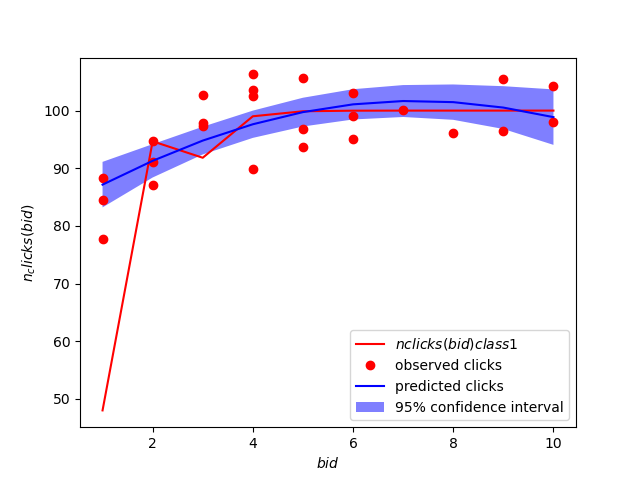 100
90
80
70
60
50
n_clicks(bid)
2
4
6
8
10
bid
nclicks(bid)class1
observed clicks
predicted clicks
95% confidence interval